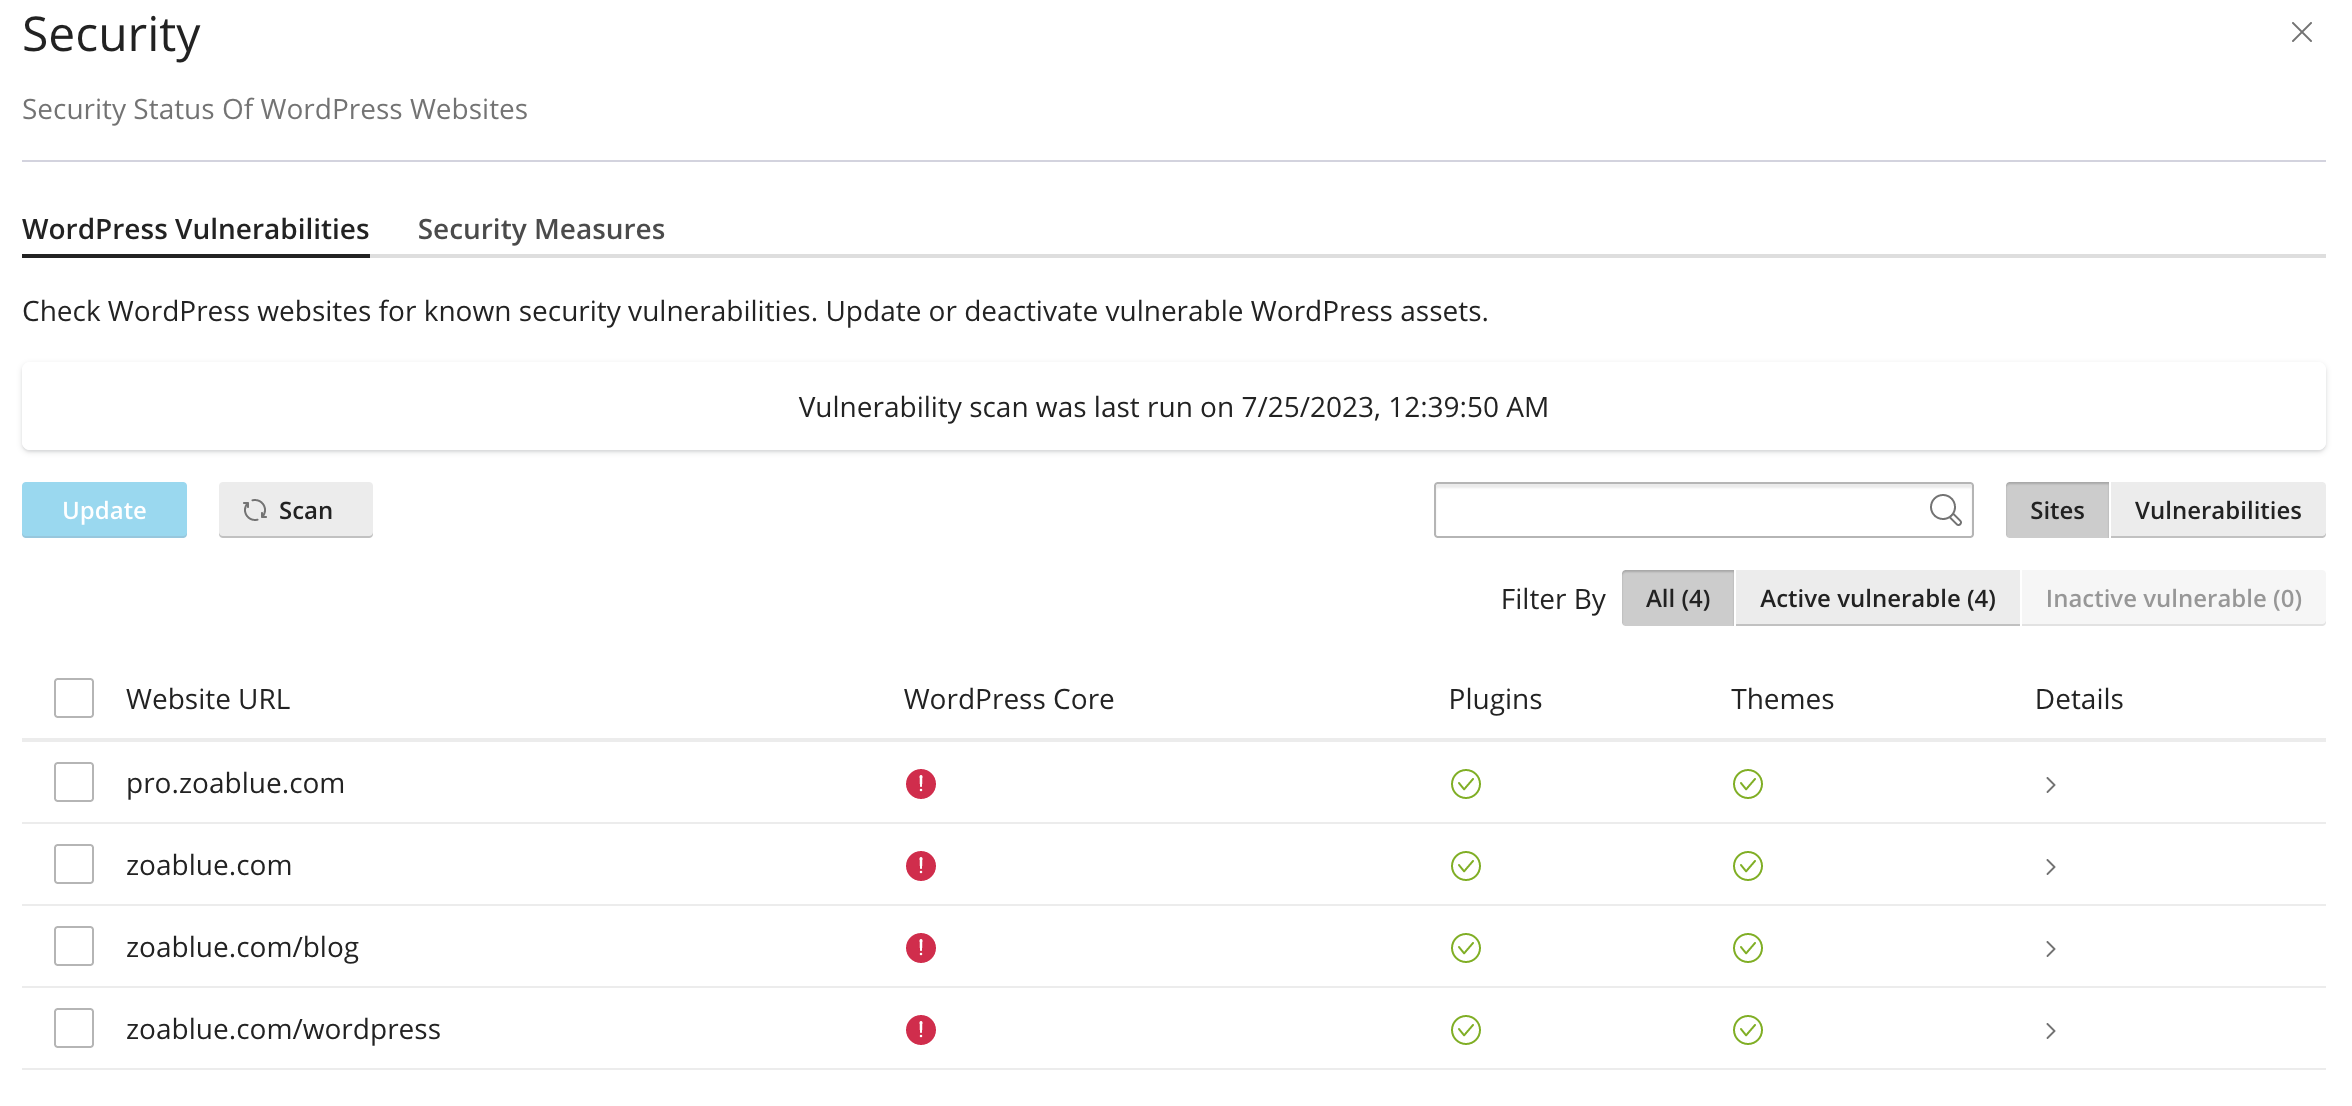 Security
Security Status Of WordPress Websites
WordPress Vulnerabilities Security Measures
Check WordPress websites for known security vulnerabilities. Update or deactivate vulnerable WordPress assets.
Vulnerability scan was last run on 7/25/2023, 12:39:50 AM
Update Scan Sites Vulnerabilities
Filter By All (4) Active vulnerable (4) Inactive vulnerable (0)
Website URL WordPress Core Plugins Themes Details
pro.zoablue.com
zoablue.com
zoablue.com/blog
zoablue.com/wordpress